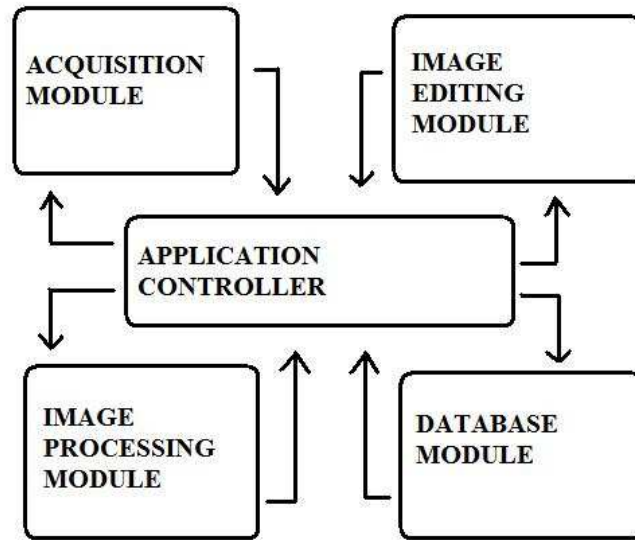 ACQUISITION
MODULE
IMAGE
EDITING
MODULE
APPLICATION
CONTROLLER
IMAGE
PROCESSING
MODULE
DATABASE
MODULE